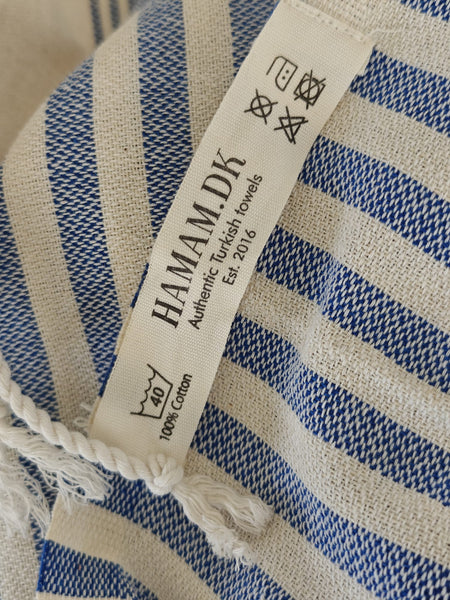 HAMAM.DK
Authentic Turkish towels
Est. 2016
40
100% Cotton